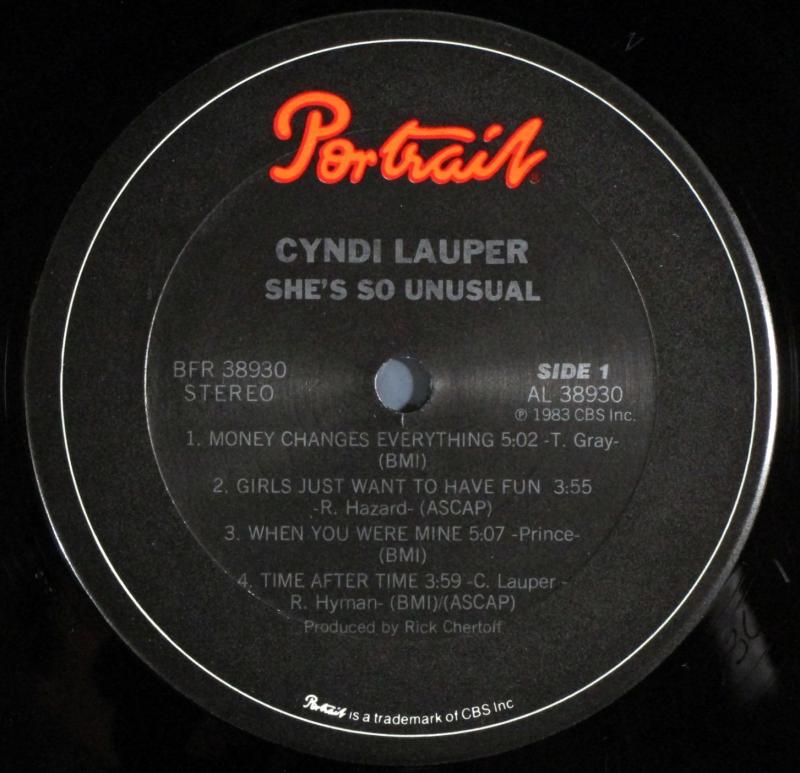 Portrait®
CYNDI LAUPER
SHE'S SO UNUSUAL
BFR 38930
STEREO
SIDE 1
AL 38930
℗ 1983 CBS Inc.
1. MONEY CHANGES EVERYTHING 5:02 -T. Gray-
(BMI)
2. GIRLS JUST WANT TO HAVE FUN 3:55
-R. Hazard- (ASCAP)
3. WHEN YOU WERE MINE 5:07 -Prince-
(BMI)
4. TIME AFTER TIME 3:59 -C. Lauper -
R. Hyman- (BMI)/(ASCAP)
Produced by Rick Chertoff
Portrait is a trademark of CBS Inc